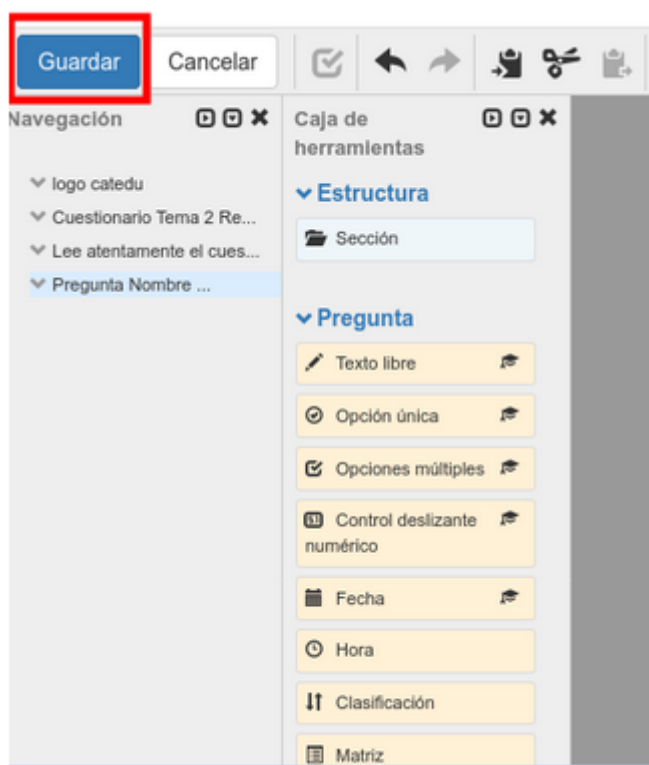 Guardar
Cancelar
Navegación
logo catedu
Cuestionario Tema 2 Re...
Lee atentamente el cues...
Pregunta Nombre ...
Caja de
herramientas
Estructura
Sección
Pregunta
Texto libre
Opción única
Opciones múltiples
Control deslizante
numérico
Fecha
Hora
Clasificación
Matriz